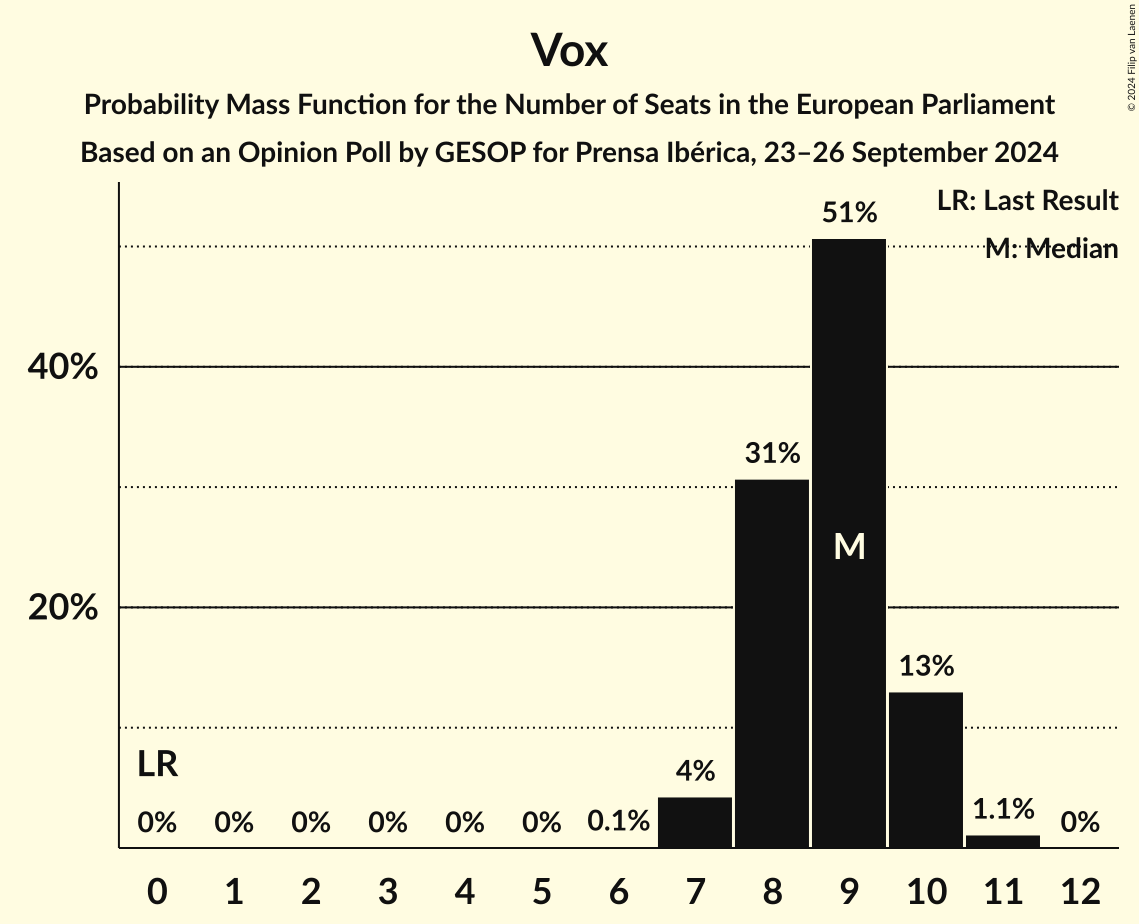 © 2024 Filip van Laenen
Vox
Probability Mass Function for the Number of Seats in the European Parliament
Based on an Opinion Poll by GESOP for Prensa Ibérica, 23–26 September 2024
LR: Last Result
M: Median
51%
40%
31%
M
20%
13%
LR
4%
0% 0% 0% 0% 0% 0% 0.1% 1.1% 0%
0 1 2 3 4 5 6 7 8 9 10 11 12